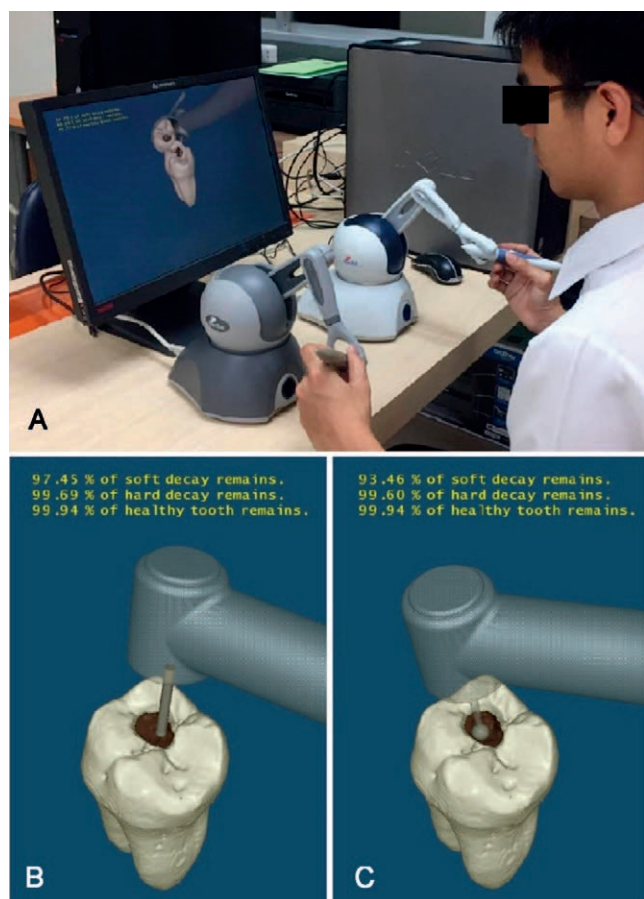 A
97.45 % of soft decay remains.
99.69 % of hard decay remains.
99.94 % of healthy tooth remains.
B
93.46 % of soft decay remains.
99.60 % of hard decay remains.
99.94 % of healthy tooth remains.
C